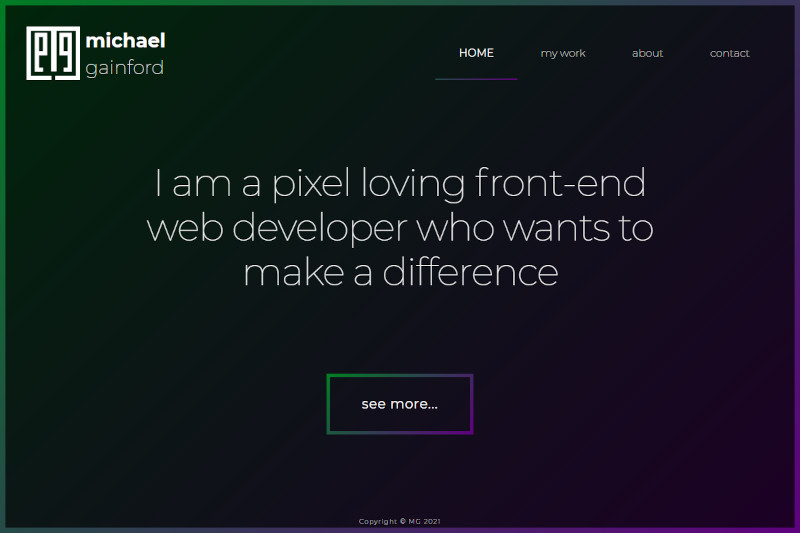 michael
gainford
HOME my work about contact
I am a pixel loving front-end
web developer who wants to
make a difference
see more...
Copyright © MG 2021